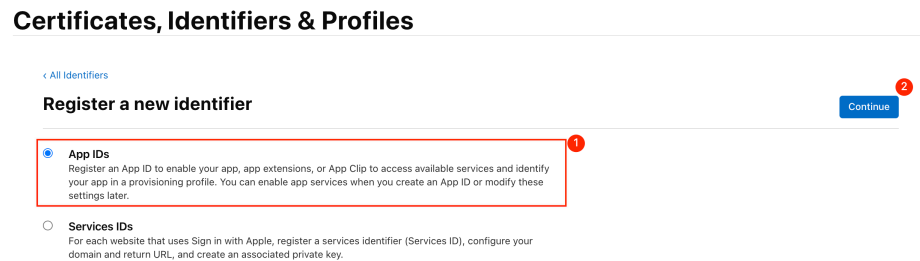 Certificates, Identifiers & Profiles
‹ All Identifiers
Register a new identifier
2
Continue
1
App IDs
Register an App ID to enable your app, app extensions, or App Clip to access available services and identify
your app in a provisioning profile. You can enable app services when you create an App ID or modify these
settings later.
Services IDs
For each website that uses Sign in with Apple, register a services identifier (Services ID), configure your
domain and return URL, and create an associated private key.